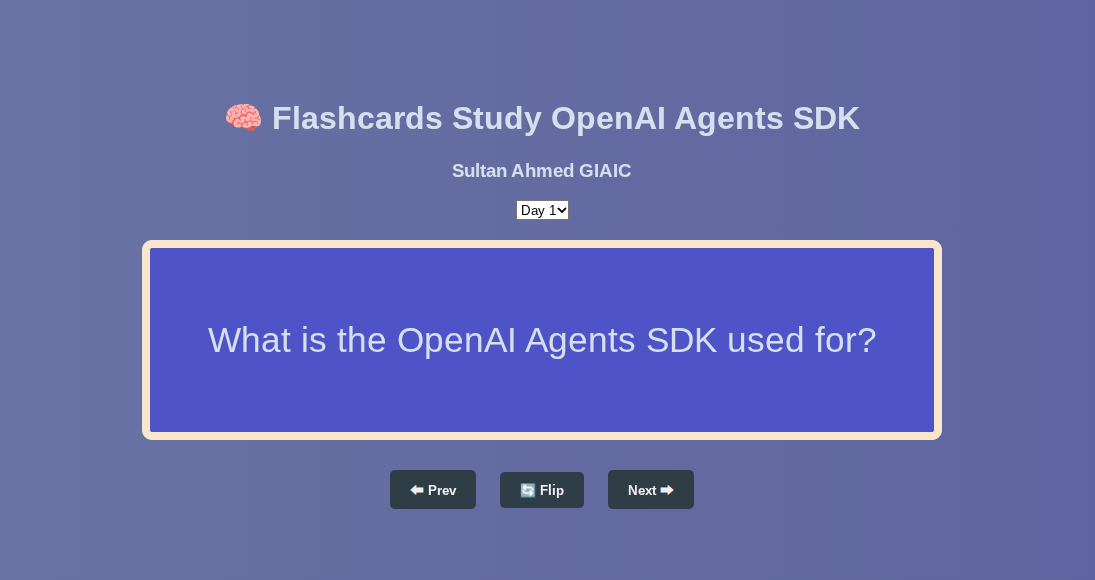 🧠 Flashcards Study OpenAI Agents SDK
Sultan Ahmed GIAIC
Day 1
What is the OpenAI Agents SDK used for?
⬅ Prev 🔄 Flip Next ➡